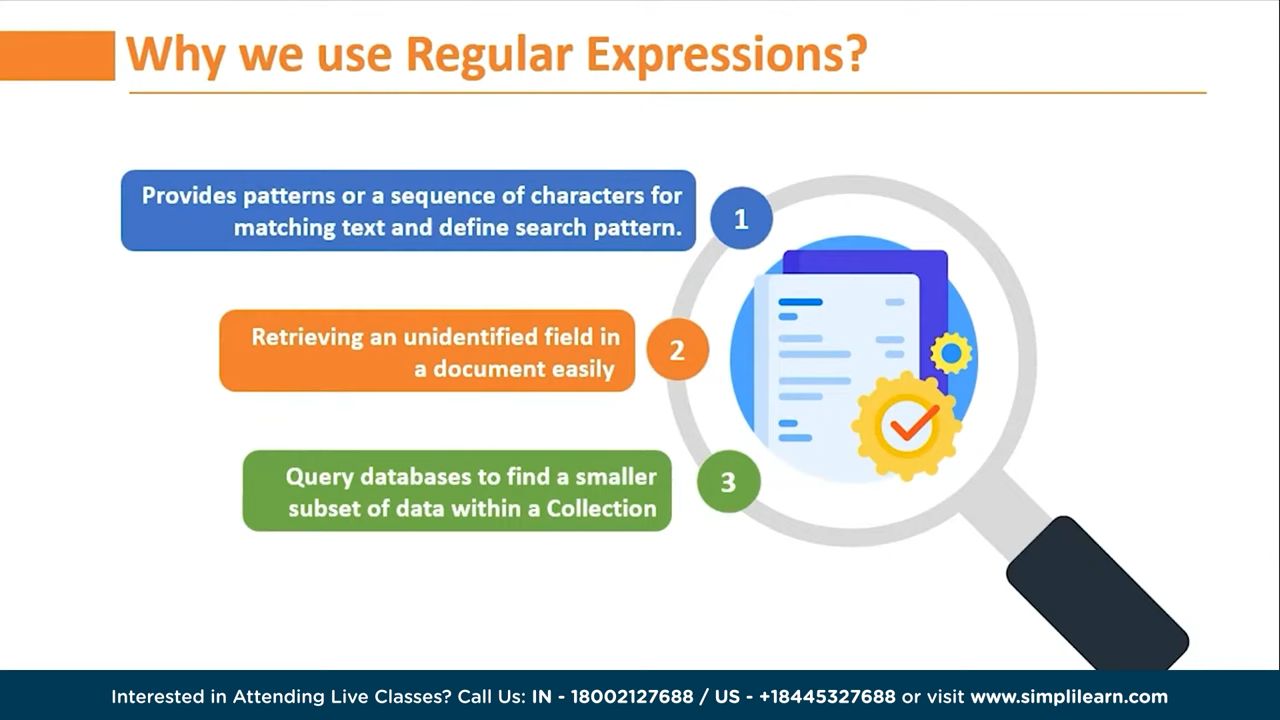 Why we use Regular Expressions?
Provides patterns or a sequence of characters for
matching text and define search pattern.
1
Retrieving an unidentified field in
a document easily
2
Query databases to find a smaller
subset of data within a Collection
3
Interested in Attending Live Classes? Call Us: IN - 18002127688 / US - +18445327688 or visit www.simplilearn.com